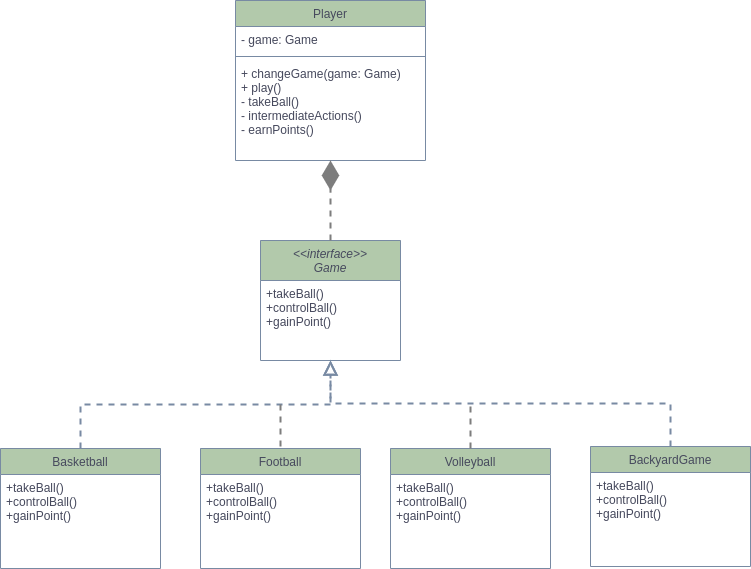 Player
- game: Game
+ changeGame(game: Game)
+ play()
- takeBall()
- intermediateActions()
- earnPoints()
<<interface>>
Game
+takeBall()
+controlBall()
+gainPoint()
Basketball
+takeBall()
+controlBall()
+gainPoint()
Football
+takeBall()
+controlBall()
+gainPoint()
Volleyball
+takeBall()
+controlBall()
+gainPoint()
BackyardGame
+takeBall()
+controlBall()
+gainPoint()